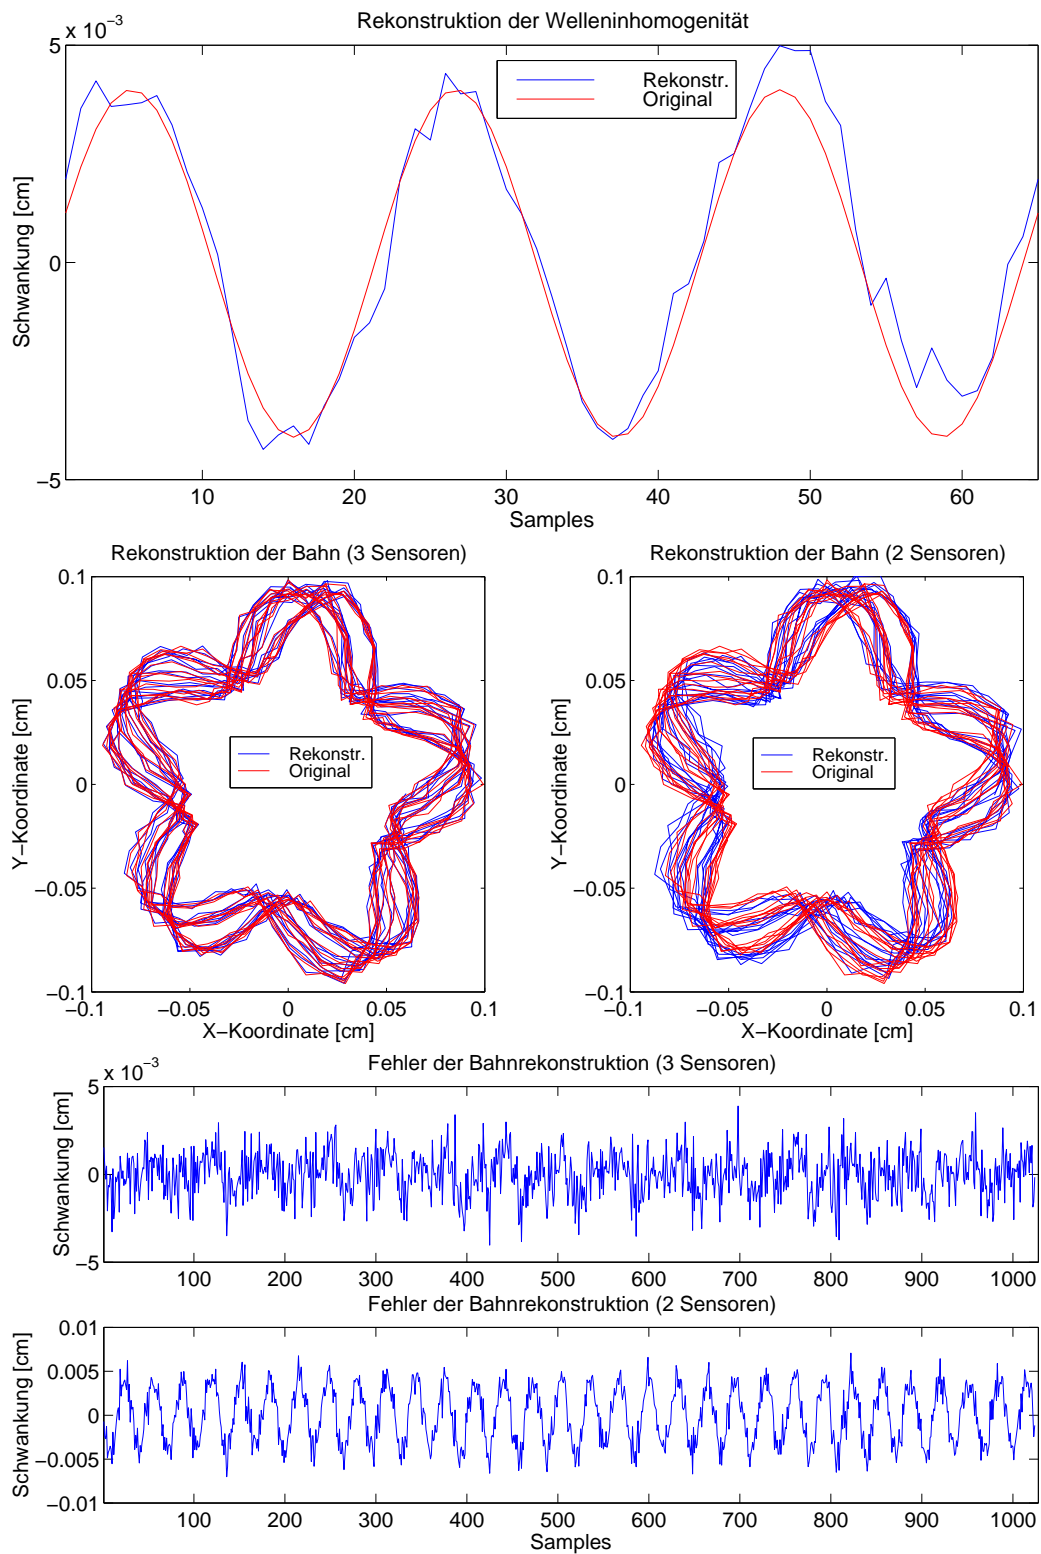 Rekonstruktion der Welleninhomogenität
x 10−3
5
0
−5
Schwankung [cm]
Rekonstr.
Original
10 20 30 40 50 60
Samples
Rekonstruktion der Bahn (3 Sensoren)
0.1
0.05
0
−0.05
−0.1
Y−Koordinate [cm]
Rekonstr.
Original
−0.1 −0.05 0 0.05 0.1
X−Koordinate [cm]
Rekonstruktion der Bahn (2 Sensoren)
0.1
0.05
0
−0.05
−0.1
Y−Koordinate [cm]
Rekonstr.
Original
−0.1 −0.05 0 0.05 0.1
X−Koordinate [cm]
Fehler der Bahnrekonstruktion (3 Sensoren)
x 10−3
5
0
−5
Schwankung [cm]
100 200 300 400 500 600 700 800 900 1000
Fehler der Bahnrekonstruktion (2 Sensoren)
0.01
0.005
0
−0.005
−0.01
Schwankung [cm]
100 200 300 400 500 600 700 800 900 1000
Samples